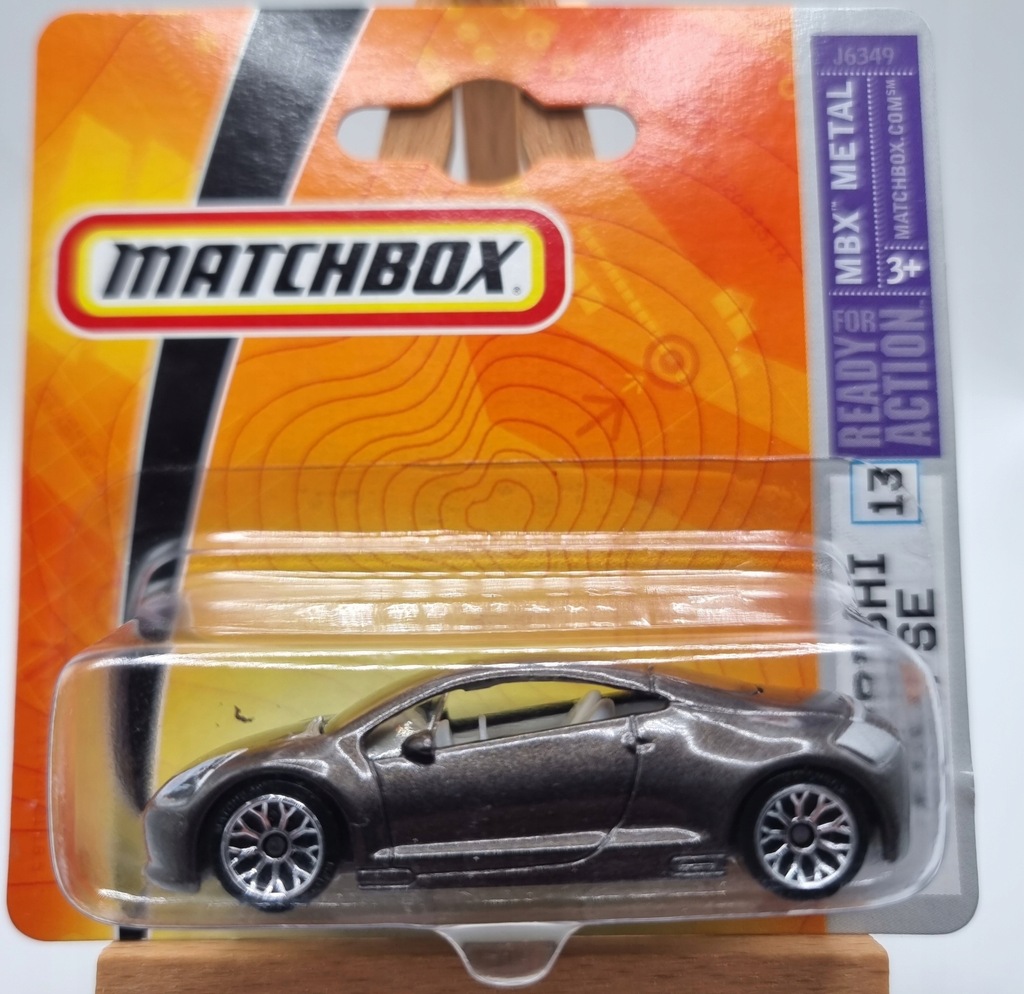 MATCHBOX
J6349
MBX™ METAL
MATCHBOX.COM℠
3+
READY FOR
ACTION
13